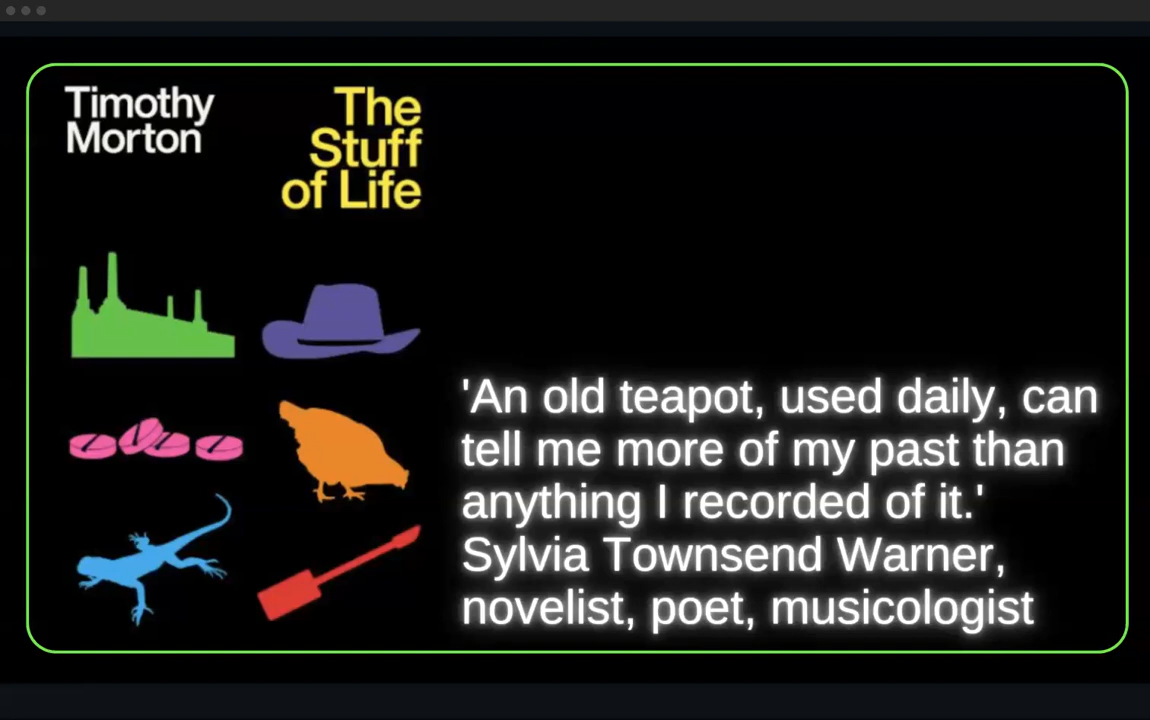 Timothy
Morton
The
Stuff
of Life
'An old teapot, used daily, can
tell me more of my past than
anything I recorded of it.'
Sylvia Townsend Warner,
novelist, poet, musicologist